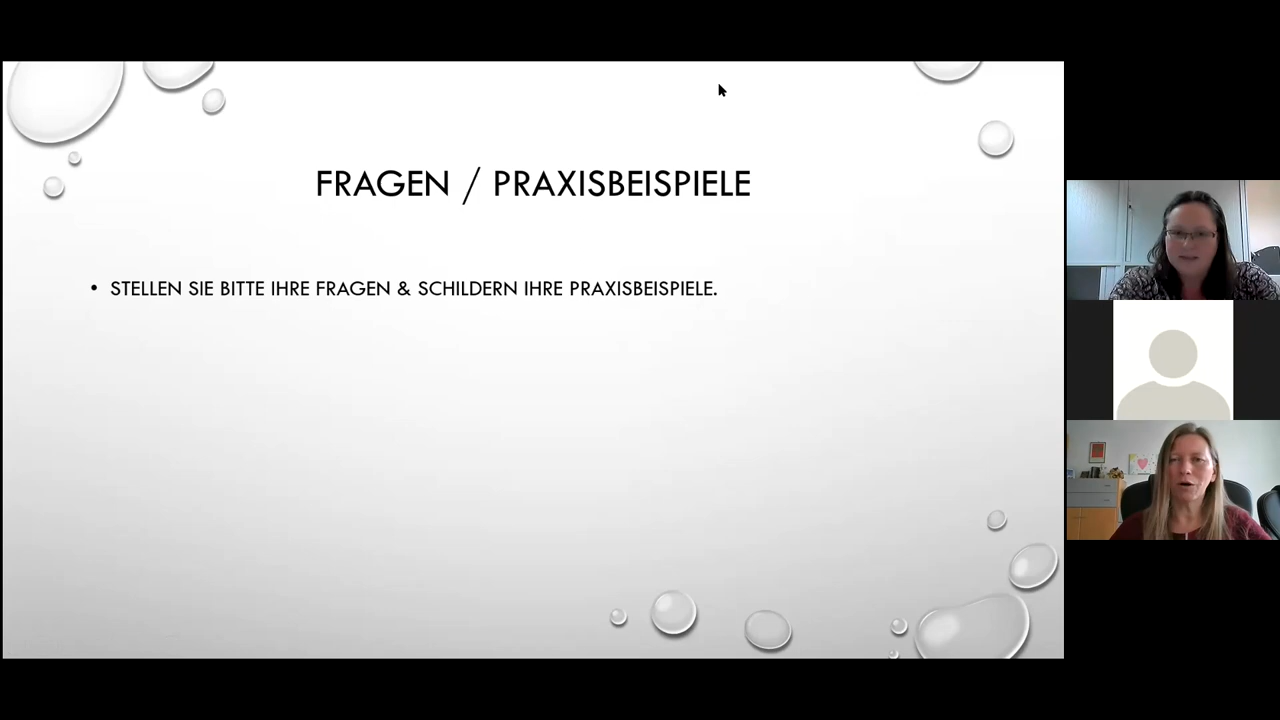 FRAGEN / PRAXISBEISPIELE
• STELLEN SIE BITTE IHRE FRAGEN & SCHILDERN IHRE PRAXISBEISPIELE.